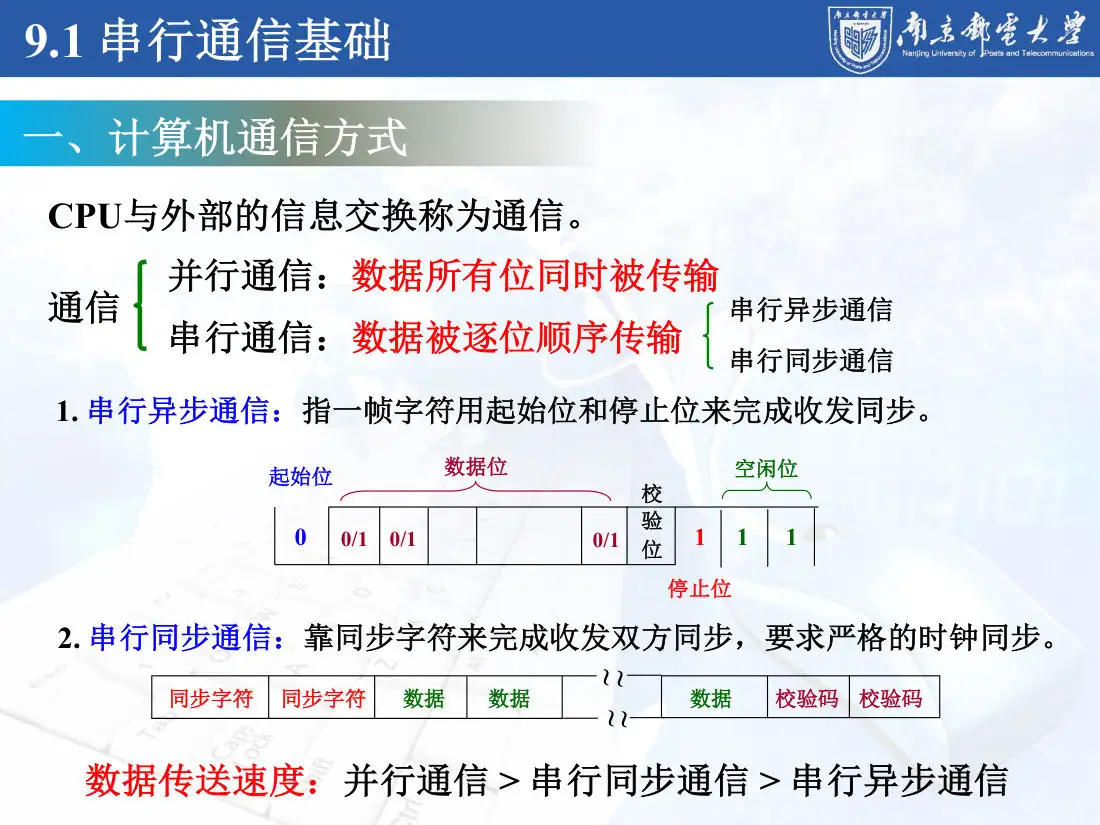 9.1 串行通信基础
南京邮电大学
Nanjing University of Posts and Telecommunications
一、计算机通信方式
CPU与外部的信息交换称为通信。
通信
并行通信：数据所有位同时被传输
串行通信：数据被逐位顺序传输
串行异步通信
串行同步通信
1. 串行异步通信：指一帧字符用起始位和停止位来完成收发同步。
起始位
数据位
校验位
空闲位
0 0/1 0/1 0/1 1 1 1
停止位
2. 串行同步通信：靠同步字符来完成收发双方同步，要求严格的时钟同步。
同步字符 同步字符 数据 数据 数据 校验码 校验码
数据传送速度：并行通信 > 串行同步通信 > 串行异步通信